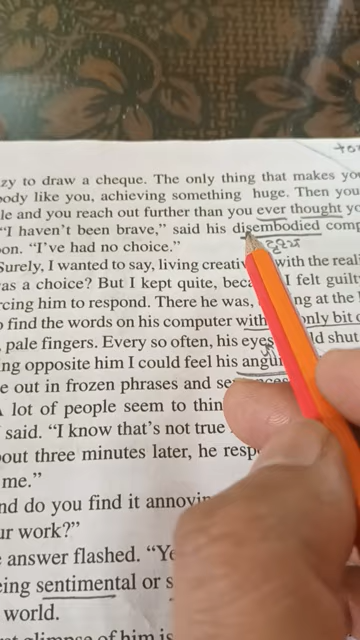 zy to draw a cheque. The only thing that makes you
ody like you, achieving something huge. Then you
le and you reach out further than you ever thought yo
"I haven't been brave," said his disembodied comp
on. "I've had no choice."
Surely, I wanted to say, living creativ with the reali
as a choice? But I kept quite, beca I felt guilt
rcing him to respond. There he was, ng at the
find the words on his computer with only bit o
pale fingers. Every so often, his eyes ld shut
ng opposite him I could feel his angui
e out in frozen phrases and se
lot of people seem to thin
said. "I know that's not true
out three minutes later, he resp
me."
nd do you find it annoyin
ur work?"
answer flashed. "Ye
eing sentimental or s
world.
glimpse of him is